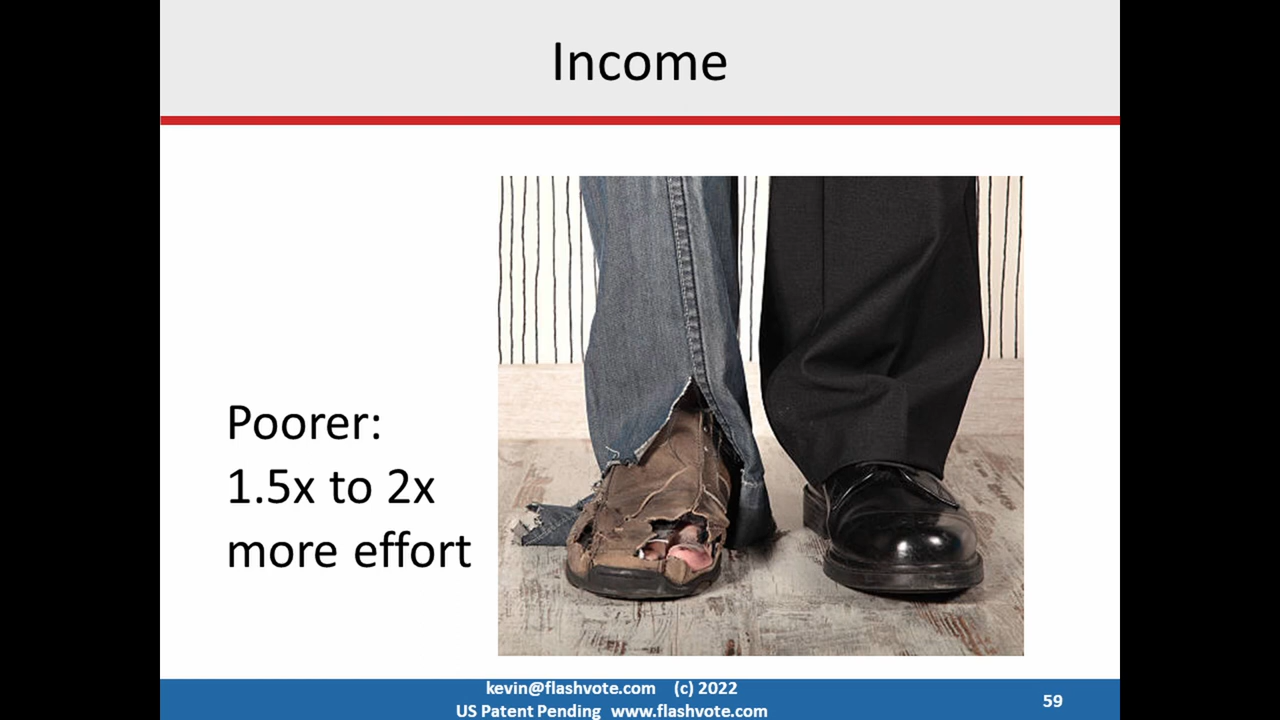 Income
Poorer:
1.5x to 2x
more effort
kevin@flashvote.com (c) 2022
US Patent Pending www.flashvote.com
59